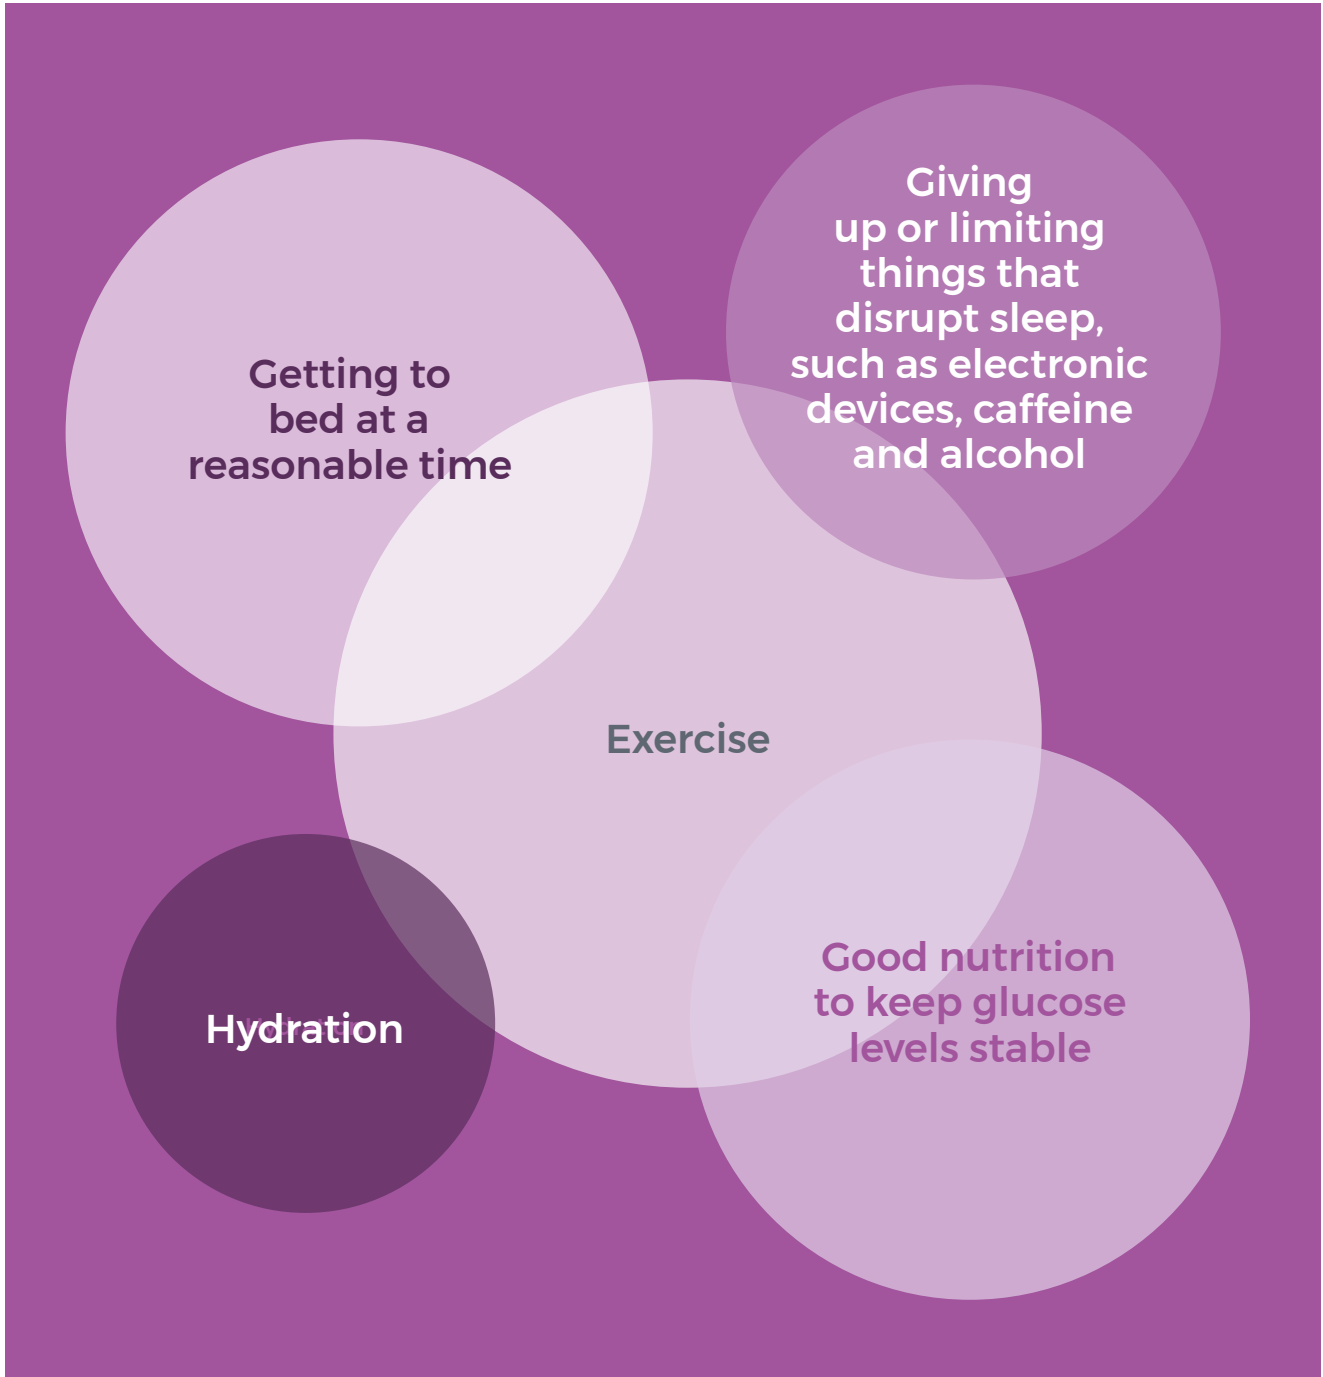 Giving
up or limiting
things that
disrupt sleep,
such as electronic
devices, caffeine
and alcohol
Getting to
bed at a
reasonable time
Exercise
Good nutrition
to keep glucose
levels stable
Hydration